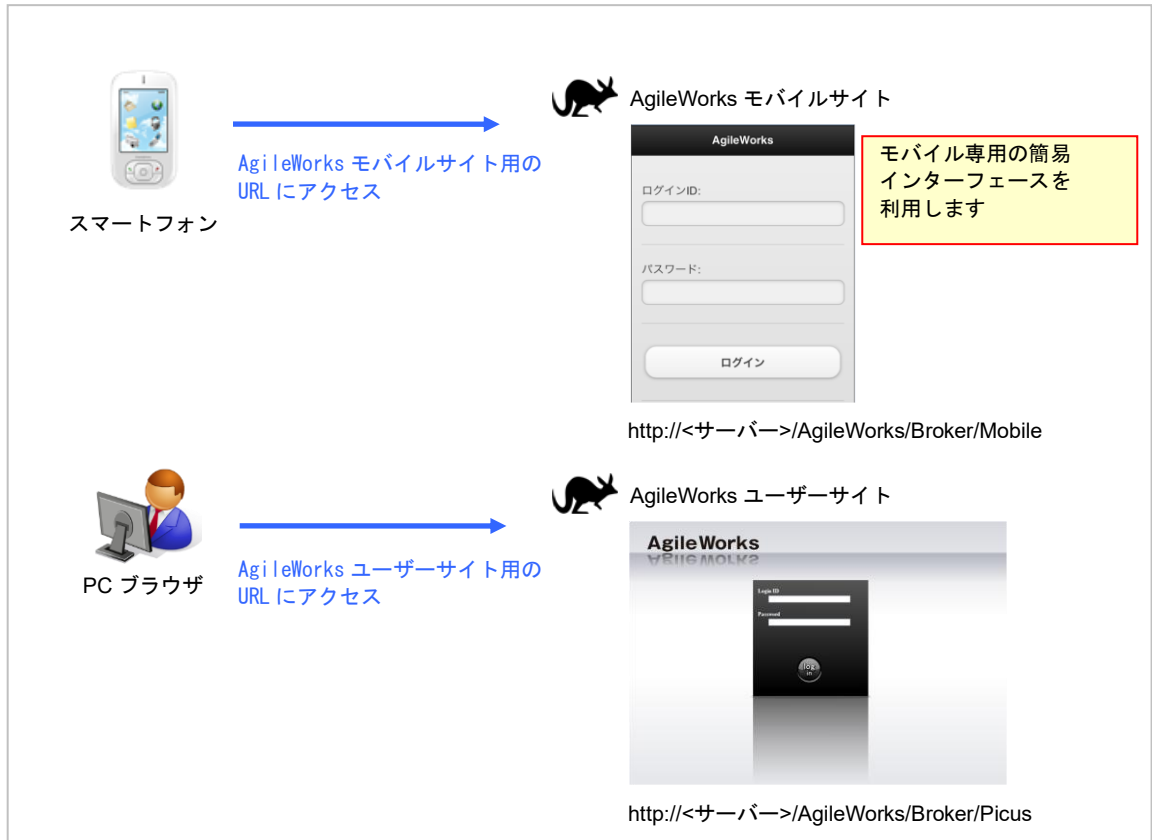 AgileWorks モバイルサイト
AgileWorks
モバイル専用の簡易
インターフェースを
利用します
AgileWorks モバイルサイト用の
URL にアクセス
ログインID:
スマートフォン
パスワード:
ログイン
http://<サーバー>/AgileWorks/Broker/Mobile
AgileWorks ユーザーサイト
AgileWorks
PC ブラウザ
AgileWorks ユーザーサイト用の
URL にアクセス
Login ID
Password
log
in
http://<サーバー>/AgileWorks/Broker/Picus